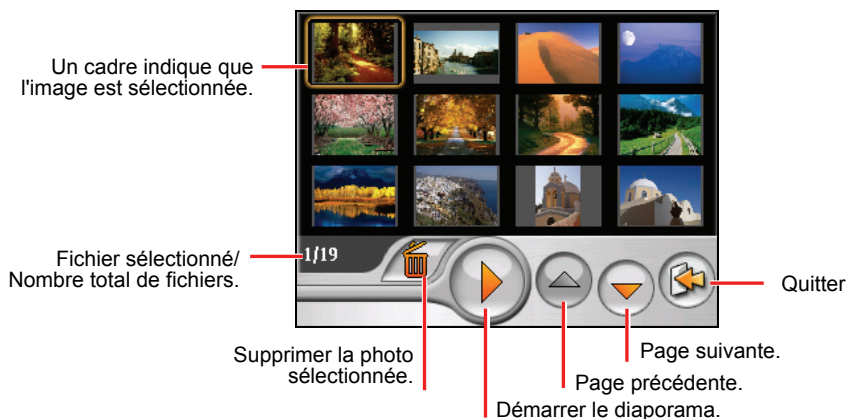 Un cadre indique que
l'image est sélectionnée.
1/19
Fichier sélectionné/
Nombre total de fichiers.
Quitter
Supprimer la photo
sélectionnée.
Page suivante.
Page précédente.
Démarrer le diaporama.